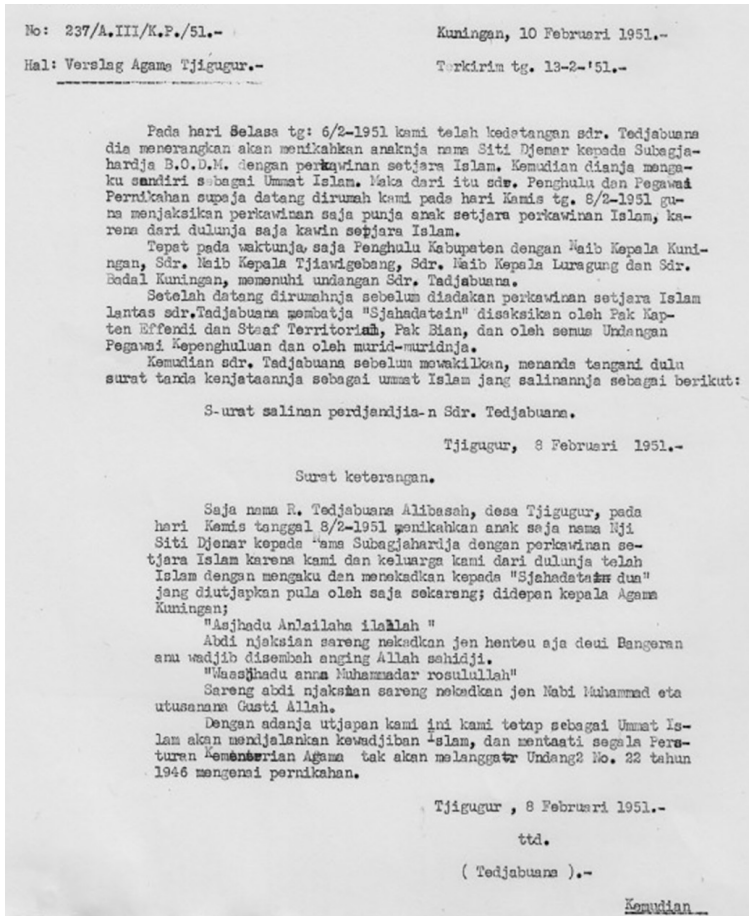 No: 237/A.III/K.P./51.-
Kuningan, 10 Februari 1951.-
Hal: Verslag Agama Tjigugur.-
Terkirim tg. 13-2-'51.-
Pada hari Selasa tg: 6/2-1951 kami telah kedatangan sdr. Tedjabuana
dia menerangkan akan menikahkan anaknja nama Siti Djenar kepada Subagja-
hardja B.O.D.M. dengan perkawinan setjara Islam. Kemudian dianja menga-
ku sendiri sebagai Ummat Islam. Maka dari itu sdr. Penghulu dan Pegawai
Pernikahan supaja datang dirumah kami pada hari Kamis tg. 8/2-1951 gu-
na menjaksikan perkawinan saja punja anak setjara perkawinan Islam, ka-
rena dari dulunja saja kawin setjara Islam.
Tepat pada waktunja, saja Penghulu Kabupaten dengan Naib Kepala Kuni-
ngan, Sdr. Naib Kepala Tjiawigebang, Sdr. Naib Kepala Luragung dan Sdr.
Badal Kuningan, memenuhi undangan Sdr. Tadjabuana.
Setelah datang dirumahnja sebelum diadakan perkawinan setjara Islam
lantas sdr.Tadjabuana membatja "Sjahadatein" disaksikan oleh Pak Kap-
ten Effendi dan Staaf Territoriaal, Pak Bian, dan oleh semua Undangan
Pegawai Kepenghuluan dan oleh murid-muridnja.
Kemudian sdr. Tadjabuana sebelum mewakilkan, menanda tangani dulu
surat tanda kenjataannja sebagai ummat Islam jang salinannja sebagai berikut:
S-urat salinan perdjandjia-n Sdr. Tedjabuana.
Tjigugur, 8 Februari 1951.-
Surat keterangan.
Saja nama R. Tedjabuana Alibasah, desa Tjigugur, pada
hari Kemis tanggal 8/2-1951 menikahkan anak saja nama Nji
Siti Djenar kepada Nama Subagjahardja dengan perkawinan se-
tjara Islam karena kami dan keluarga kami dari dulunja telah
Islam dengan mengaku dan menekadkan kepada "Sjahadatain dua"
jang diutjapkan pula oleh saja sekarang; didepan kepala Agama
Kuningan;
"Asjhadu Anlailaha ilallah "
Abdi njaksian sareng nekadkan jen henteu aja deui Bangeran
anu wadjib disembah anging Allah sahidji.
"Waasjhadu anna Muhammadar rosulullah"
Sareng abdi njaksian sareng nekadkan jen Nabi Muhammad eta
utusanana Gusti Allah.
Dengan adanja utjapan kami ini kami tetap sebagai Ummat Is-
lam akan mendjalankan kewadjiban Islam, dan mentaati segala Pera-
turan Kementerian Agama tak akan melanggar Undang2 No. 22 tahun
1946 mengenai pernikahan.
Tjigugur , 8 Februari 1951.-
ttd.
( Tedjabuana ).-
Kemudian